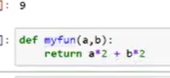 ]: 9
]: def myfun(a,b):
return a*2 + b*2